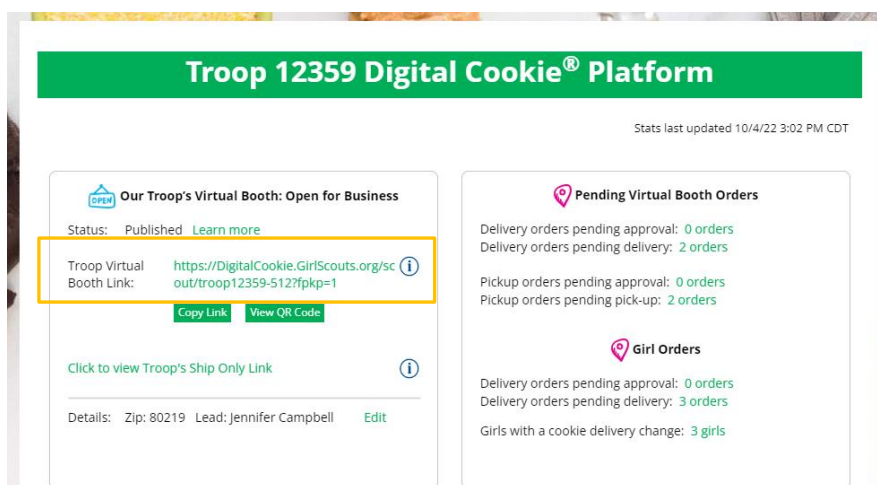 Troop 12359 Digital Cookie® Platform
Stats last updated 10/4/22 3:02 PM CDT
OPEN Our Troop's Virtual Booth: Open for Business
Status: Published Learn more
Troop Virtual Booth Link: https://DigitalCookie.GirlScouts.org/sc
out/troop12359-512?fpkp=1
Copy Link View QR Code
Click to view Troop's Ship Only Link
Details: Zip: 80219 Lead: Jennifer Campbell Edit
Pending Virtual Booth Orders
Delivery orders pending approval: 0 orders
Delivery orders pending delivery: 2 orders
Pickup orders pending approval: 0 orders
Pickup orders pending pick-up: 2 orders
Girl Orders
Delivery orders pending approval: 0 orders
Delivery orders pending delivery: 3 orders
Girls with a cookie delivery change: 3 girls